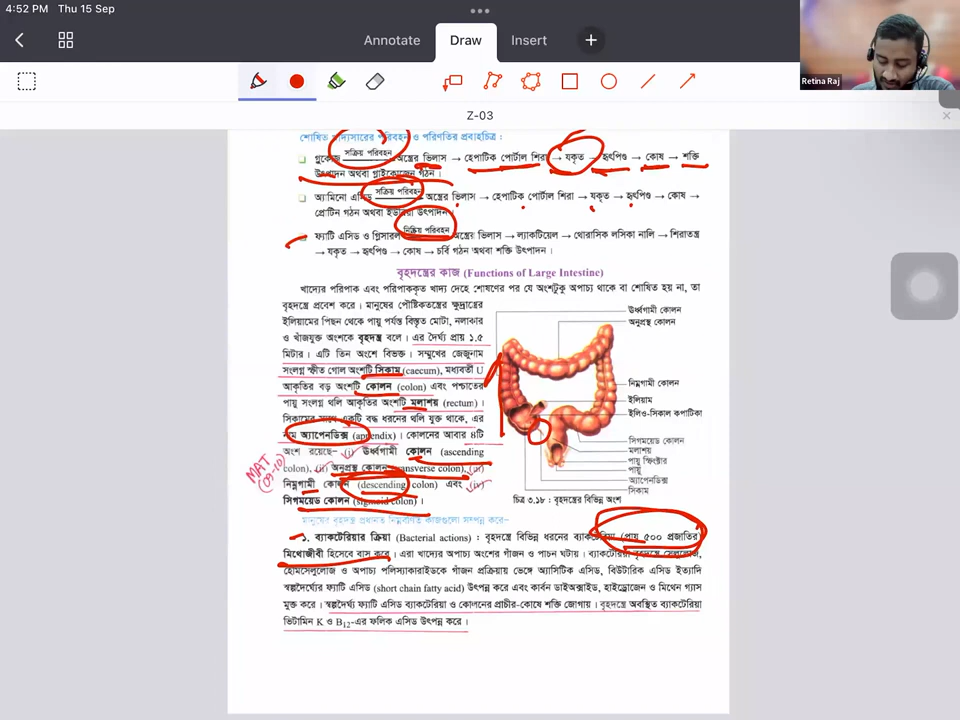 4:52 PM Thu 15 Sep
Annotate Draw Insert
Retina Raj
Z-03
শোষিত খাদ্যসারের পরিবহন ও পরিণতির প্রবাহচিত্র :
সক্রিয় পরিবহন
গ্লুকোজ অন্ত্রের ভিলাস → হেপাটিক পোর্টাল শিরা → যকৃত → হৃৎপিণ্ড → কোষ → শক্তি
উৎপাদন অথবা গ্লাইকোজেন গঠন।
সক্রিয় পরিবহন
অ্যামিনো এসিড অন্ত্রের ভিলাস → হেপাটিক পোর্টাল শিরা → যকৃত → হৃৎপিণ্ড → কোষ →
প্রোটিন গঠন অথবা ইউরিয়া উৎপাদন।
নিষ্ক্রিয় পরিবহন
ফ্যাটি এসিড ও গ্লিসারল অন্ত্রের ভিলাস → ল্যাকটিয়েল → থোরাসিক লসিকা নালি → শিরাতন্ত্র
→ যকৃত → হৃৎপিণ্ড → কোষ → চর্বি গঠন অথবা শক্তি উৎপাদন।
বৃহদন্ত্রের কাজ (Functions of Large Intestine)
খাদ্যের পরিপাক এবং পরিপাককৃত খাদ্য দেহে শোষণের পর যে অংশটুকু অপাচ্য থাকে বা শোষিত হয় না, তা
বৃহদন্ত্রে প্রবেশ করে। মানুষের পৌষ্টিকতন্ত্রের ক্ষুদ্রান্ত্রের
ইলিয়ামের পিছন থেকে পায়ু পর্যন্ত বিস্তৃত মোটা, নলাকার
ও খাঁজযুক্ত অংশকে বৃহদন্ত্র বলে। এর দৈর্ঘ্য প্রায় ১.৫
মিটার। এটি তিন অংশে বিভক্ত। সম্মুখের জেজুনাম
সংলগ্ন স্ফীত গোল অংশটি সিকাম (caecum), মধ্যবর্তী U
আকৃতির বড় অংশটি কোলন (colon) এবং পশ্চাতের
পায়ু সংলগ্ন থলি আকৃতির অংশটি মলাশয় (rectum)।
সিকামের সাথে একটি বদ্ধ ধরনের থলি যুক্ত থাকে, এর
নাম অ্যাপেনডিক্স (appendix)। কোলনের আবার ৪টি
অংশ রয়েছে- (i) ঊর্ধ্বগামী কোলন (ascending
colon), (ii) অনুপ্রস্থ কোলন (transverse colon), (iii)
নিম্নগামী কোলন (descending colon) এবং (iv)
সিগময়েড কোলন (sigmoid colon)।
MAT
(09-10)
ঊর্ধ্বগামী কোলন
অনুপ্রস্থ কোলন
নিম্নগামী কোলন
ইলিয়াম
ইলিও-সিকাল কপাটিকা
সিগময়েড কোলন
মলাশয়
পায়ু স্ফিংক্টার
পায়ু
অ্যাপেনডিক্স
সিকাম
চিত্র ৩.১৮ : বৃহদন্ত্রের বিভিন্ন অংশ
মানুষের বৃহদন্ত্র প্রধানত নিম্নবর্ণিত কাজগুলো সম্পন্ন করে–
১. ব্যাকটেরিয়ার ক্রিয়া (Bacterial actions) : বৃহদন্ত্রে বিভিন্ন ধরনের ব্যাকটেরিয়া (প্রায় ৫০০ প্রজাতির)
মিথোজীবী হিসেবে বাস করে। এরা খাদ্যের অপাচ্য অংশের গাঁজন ও পাচন ঘটায়। ব্যাকটেরিয়া বৃহদন্ত্রে সেলুলোজ,
হেমিসেলুলোজ ও অপাচ্য পলিস্যাকারাইডকে গাঁজন প্রক্রিয়ায় ভেঙ্গে অ্যাসিটিক এসিড, বিউটারিক এসিড ইত্যাদি
স্বল্পদৈর্ঘ্যের ফ্যাটি এসিড (short chain fatty acid) উৎপন্ন করে এবং কার্বন ডাইঅক্সাইড, হাইড্রোজেন ও মিথেন গ্যাস
মুক্ত করে। স্বল্পদৈর্ঘ্য ফ্যাটি এসিড ব্যাকটেরিয়া ও কোলনের প্রাচীর-কোষে শক্তি জোগায়। বৃহদন্ত্রে অবস্থিত ব্যাকটেরিয়া
ভিটামিন K ও B12-এর ফলিক এসিড উৎপন্ন করে।